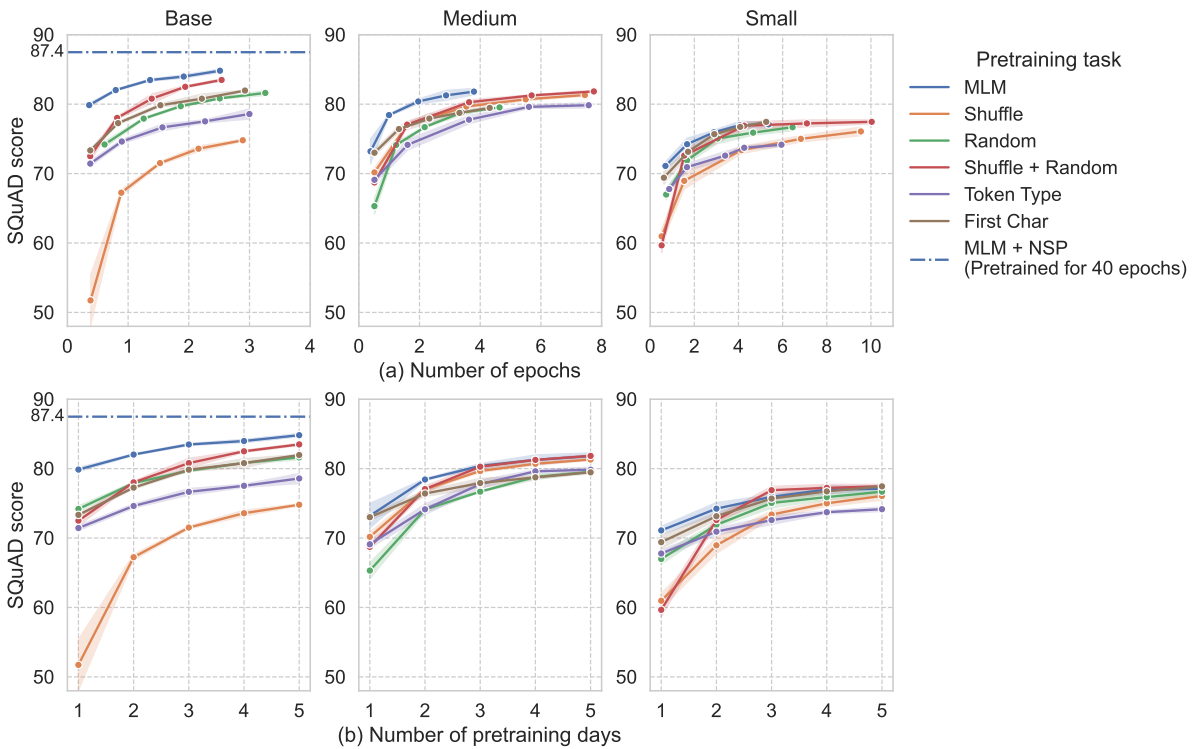 Base
Medium
Small
SQuAD score
90
87.4
80
70
60
50
0 1 2 3 4
90
80
70
60
50
0 2 4 6 8
90
80
70
60
50
0 2 4 6 8 10
(a) Number of epochs
Pretraining task
MLM
Shuffle
Random
Shuffle + Random
Token Type
First Char
MLM + NSP
(Pretrained for 40 epochs)
SQuAD score
90
87.4
80
70
60
50
1 2 3 4 5
90
80
70
60
50
1 2 3 4 5
90
80
70
60
50
1 2 3 4 5
(b) Number of pretraining days